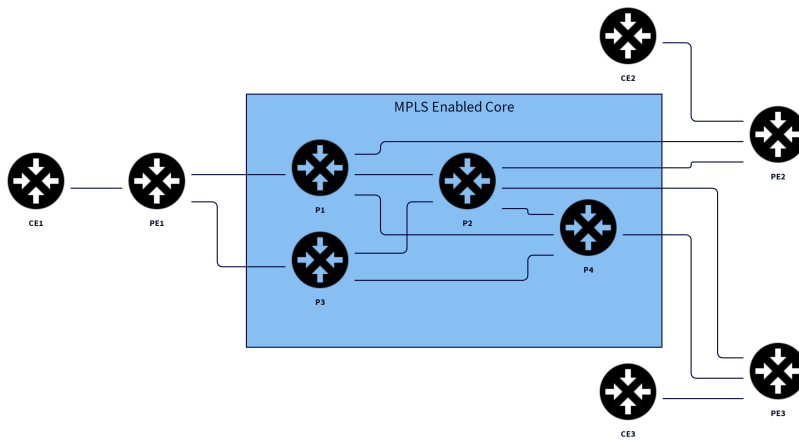 CE2
MPLS Enabled Core
PE2
P1
CE1
PE1
P2
P4
P3
PE3
CE3